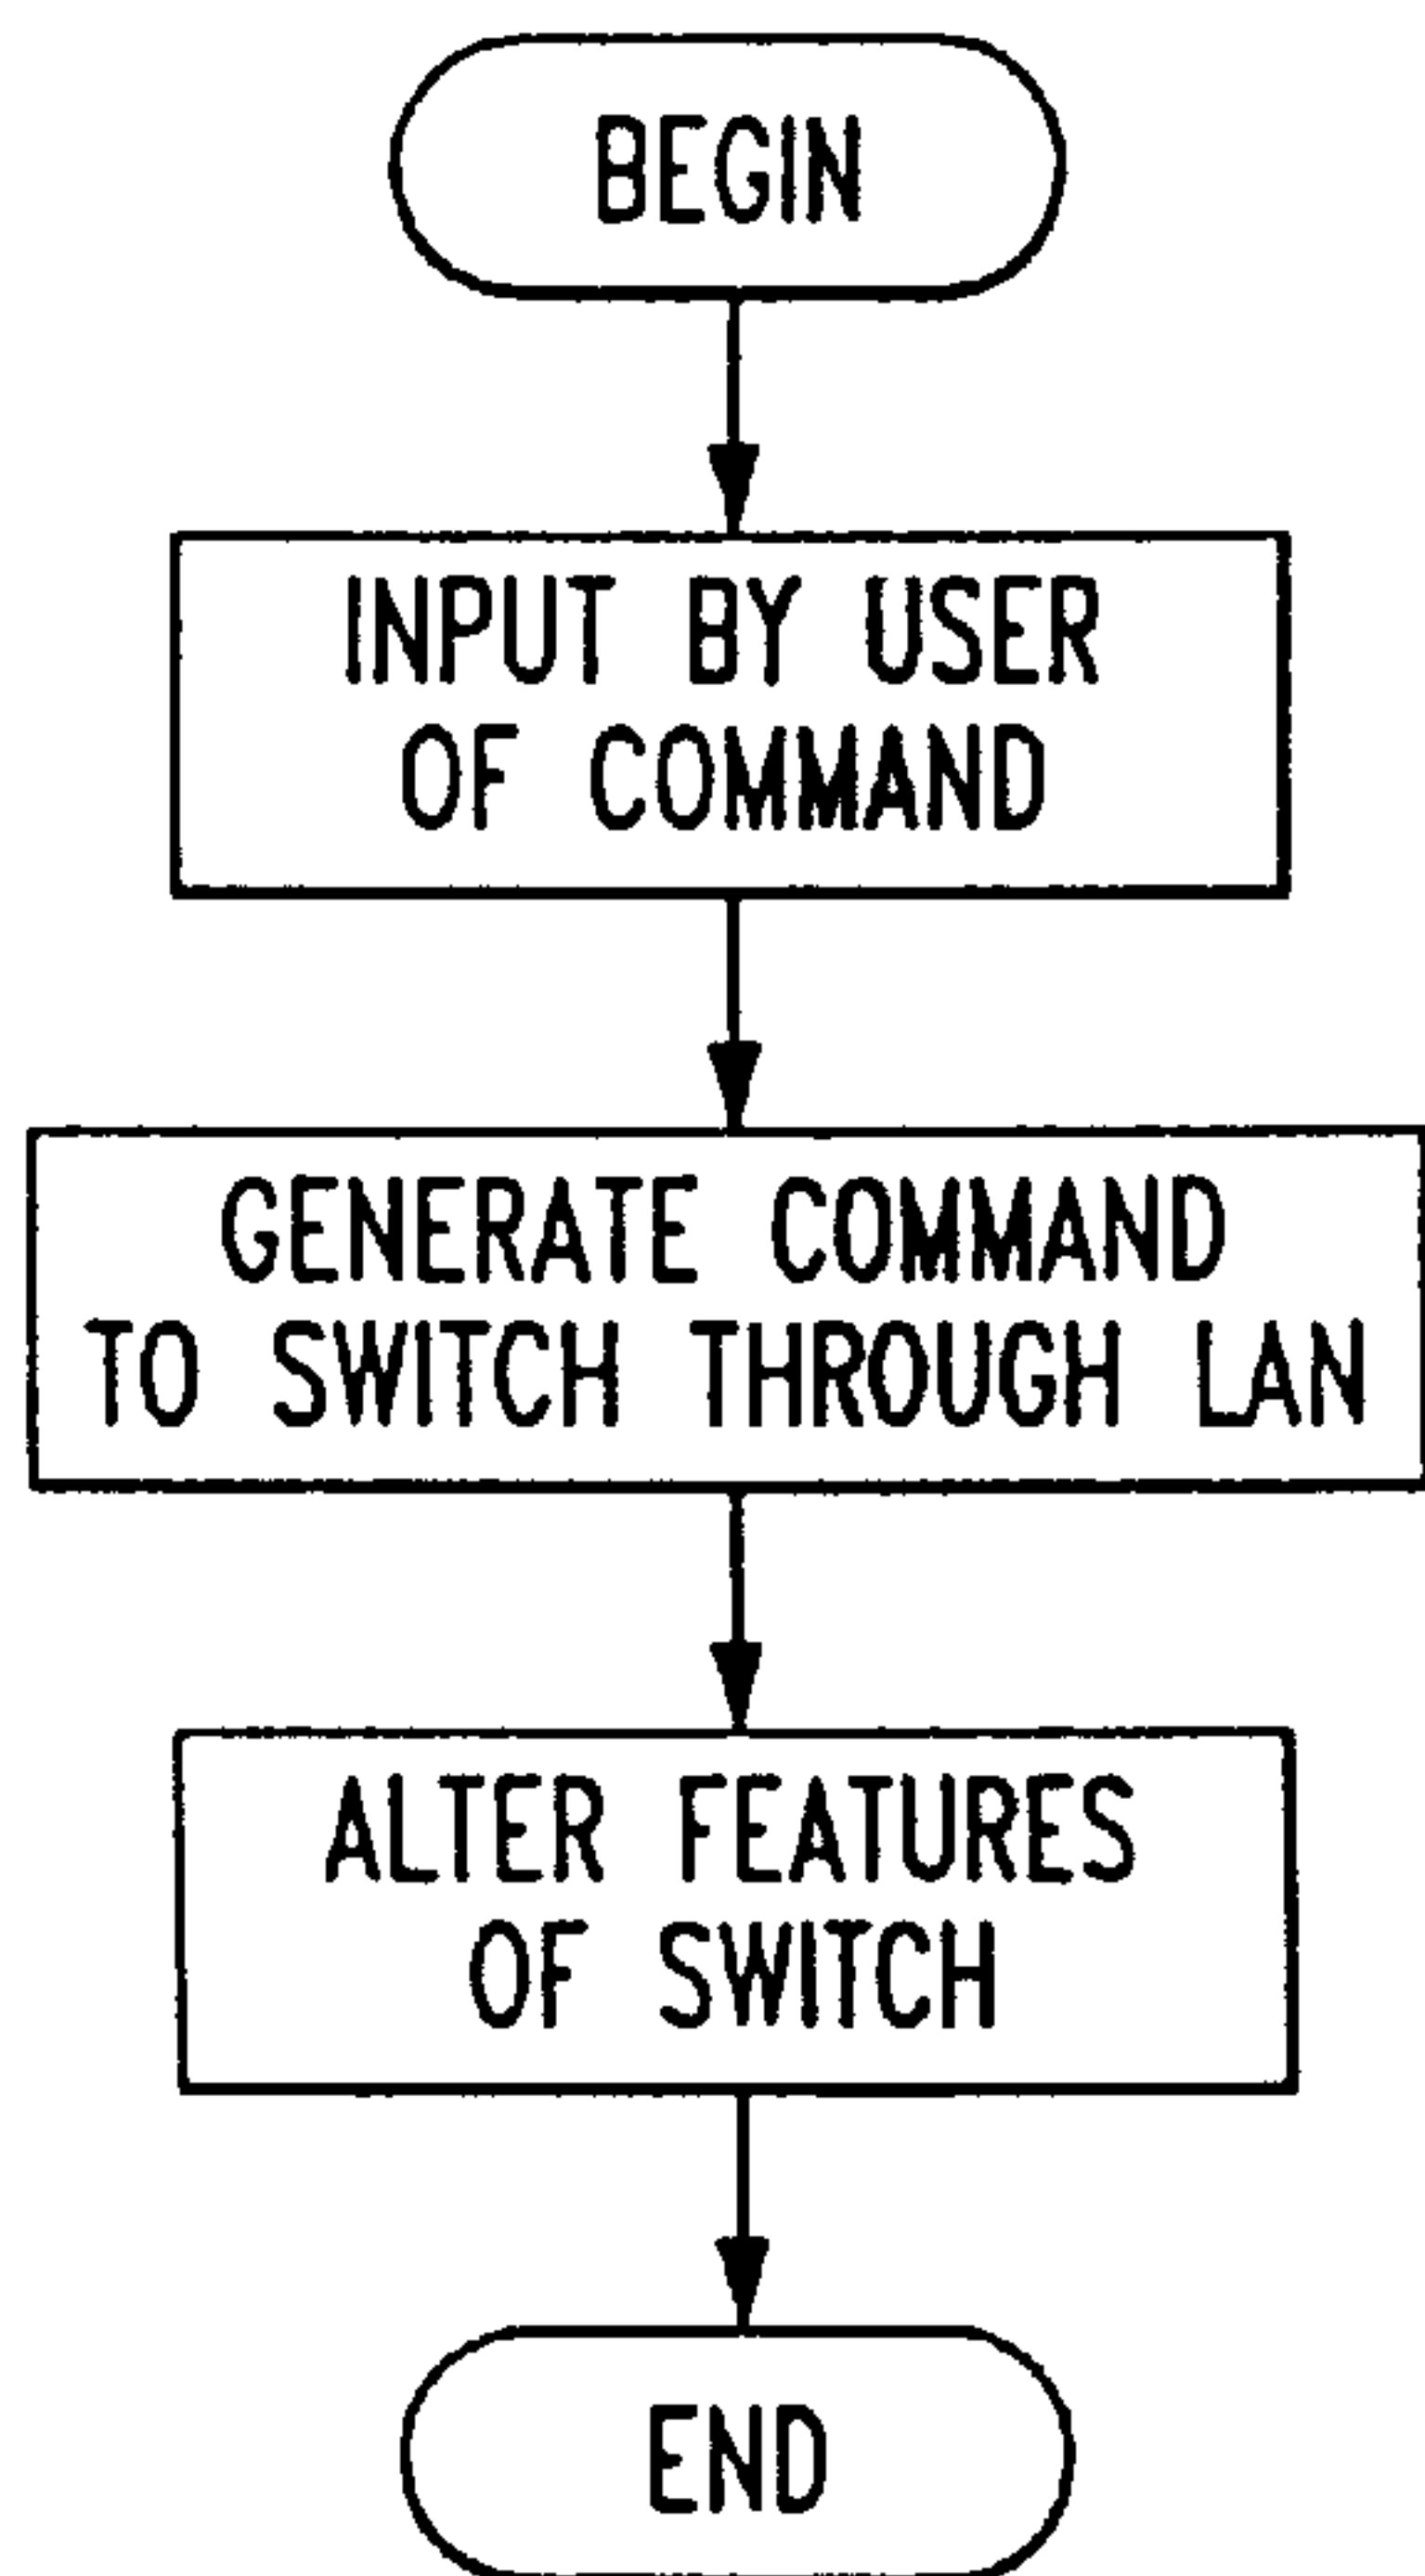 BEGIN
INPUT BY USER
OF COMMAND
GENERATE COMMAND
TO SWITCH THROUGH LAN
ALTER FEATURES
OF SWITCH
END